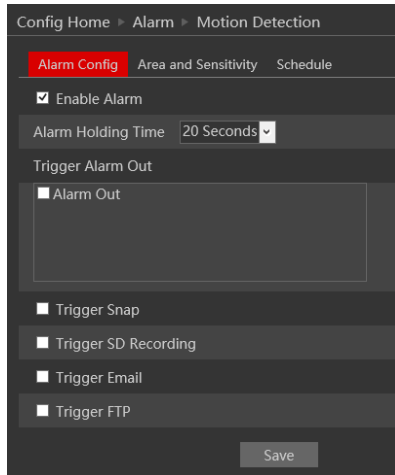 Config Home ▶ Alarm ▶ Motion Detection
Alarm Config Area and Sensitivity Schedule
Enable Alarm
Alarm Holding Time 20 Seconds
Trigger Alarm Out
Alarm Out
Trigger Snap
Trigger SD Recording
Trigger Email
Trigger FTP
Save